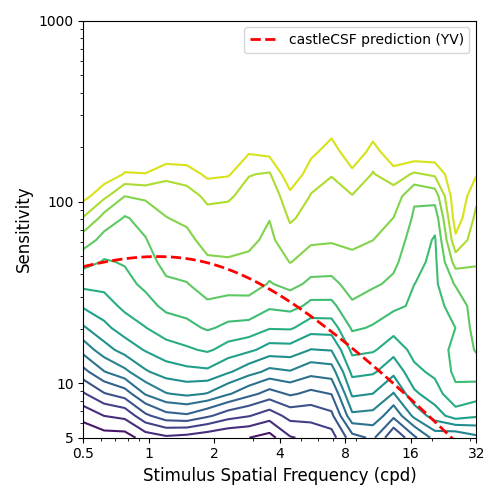 1000
castleCSF prediction (YV)
Sensitivity
100
10
5
0.5 1 2 4 8 16 32
Stimulus Spatial Frequency (cpd)